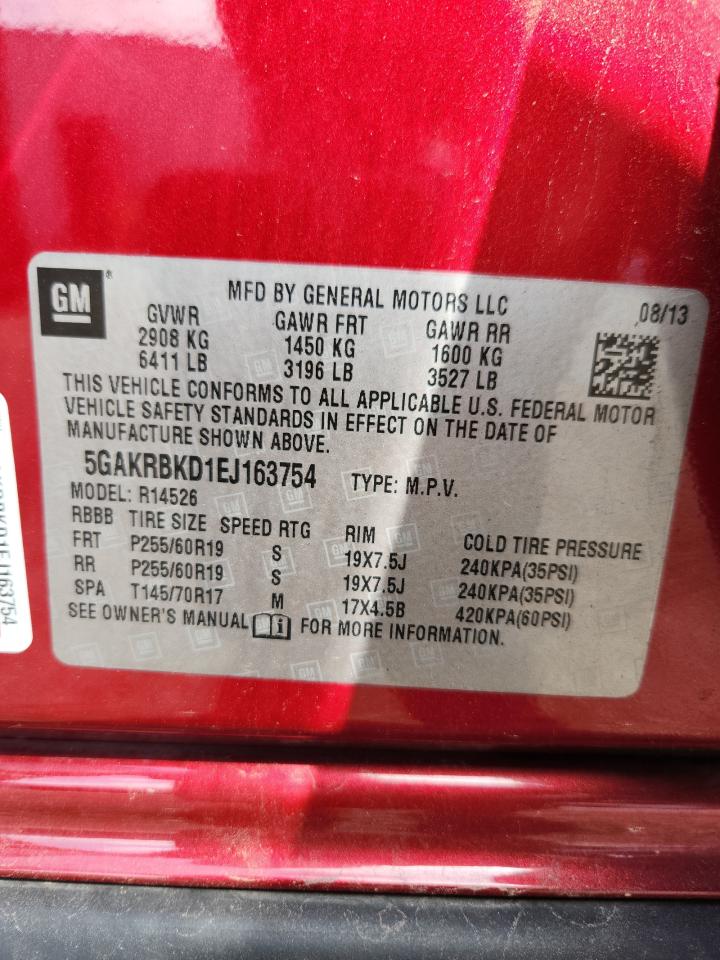 GM
MFD BY GENERAL MOTORS LLC 08/13
GVWR GAWR FRT GAWR RR
2908 KG 1450 KG 1600 KG
6411 LB 3196 LB 3527 LB
THIS VEHICLE CONFORMS TO ALL APPLICABLE U.S. FEDERAL MOTOR
VEHICLE SAFETY STANDARDS IN EFFECT ON THE DATE OF
MANUFACTURE SHOWN ABOVE.
5GAKRBKD1EJ163754 TYPE: M.P.V.
MODEL: R14526
RBBB TIRE SIZE SPEED RTG RIM COLD TIRE PRESSURE
FRT P255/60R19 S 19X7.5J 240KPA(35PSI)
RR P255/60R19 S 19X7.5J 240KPA(35PSI)
SPA T145/70R17 M 17X4.5B 420KPA(60PSI)
SEE OWNER'S MANUAL FOR MORE INFORMATION.